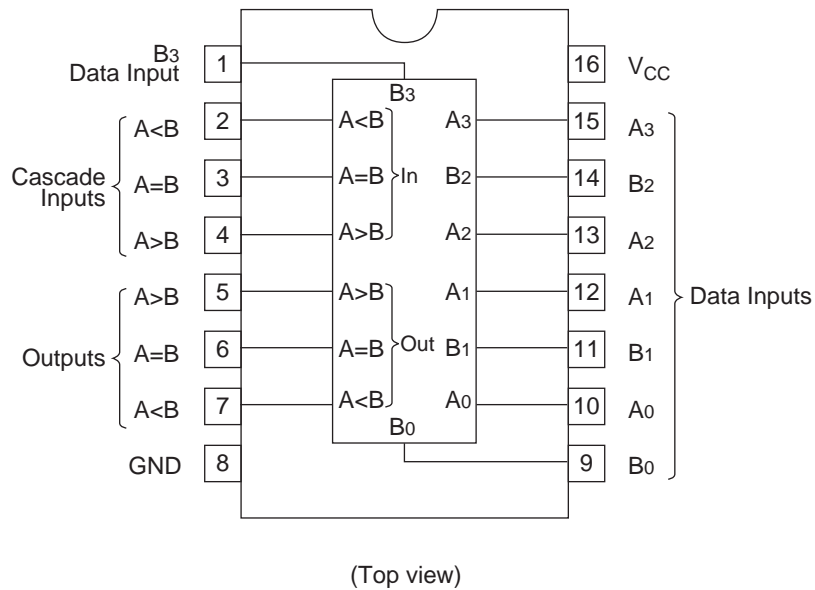 B3
Data Input
1
16
VCC
B3
A<B
2
A<B
A3
15
A3
Cascade
Inputs
A=B
3
A=B
In
B2
14
B2
A>B
4
A>B
A2
13
A2
A>B
5
A>B
A1
12
A1
Data Inputs
Outputs
A=B
6
A=B
Out
B1
11
B1
A<B
7
A<B
A0
10
A0
B0
GND
8
9
B0
(Top view)